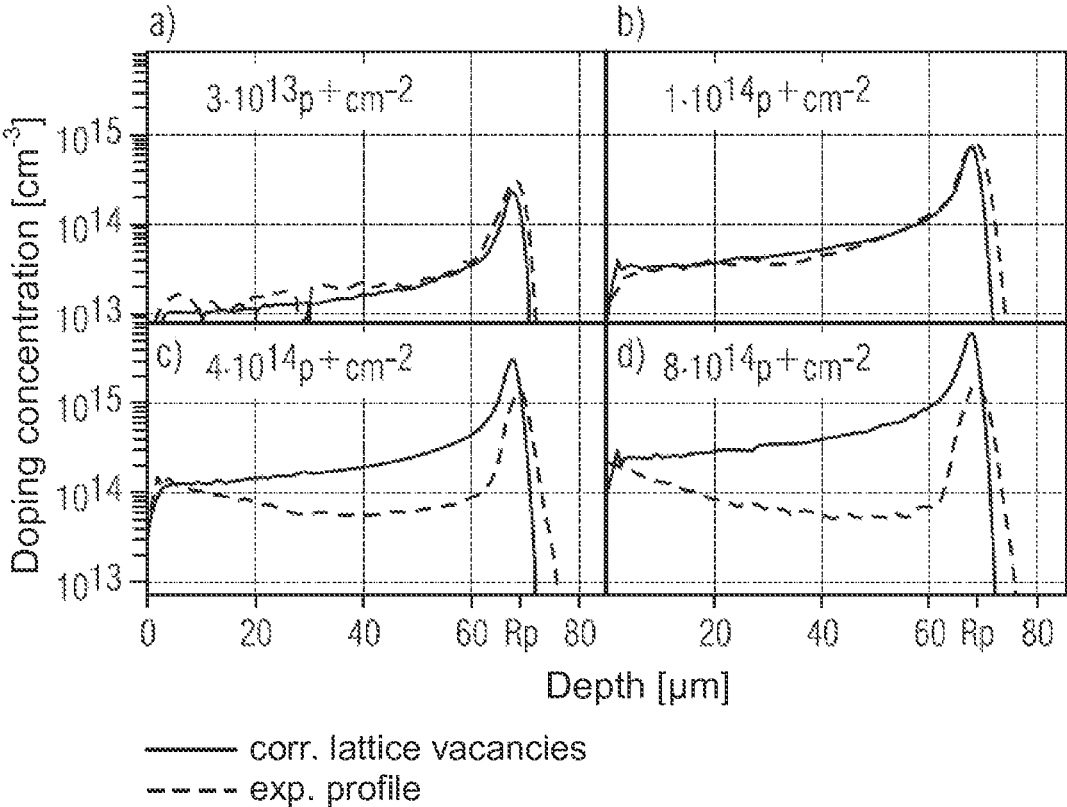 a)
b)
3·10¹³p+cm-2
1·10¹⁴p+cm-2
10¹⁵
10¹⁴
10¹³
c) 4·10¹⁴p+cm-2
d) 8·10¹⁴p+cm-2
10¹⁵
10¹⁴
10¹³
Doping concentration [cm⁻³]
0 20 40 60 Rp 80
20 40 60 Rp 80
Depth [µm]
corr. lattice vacancies
exp. profile